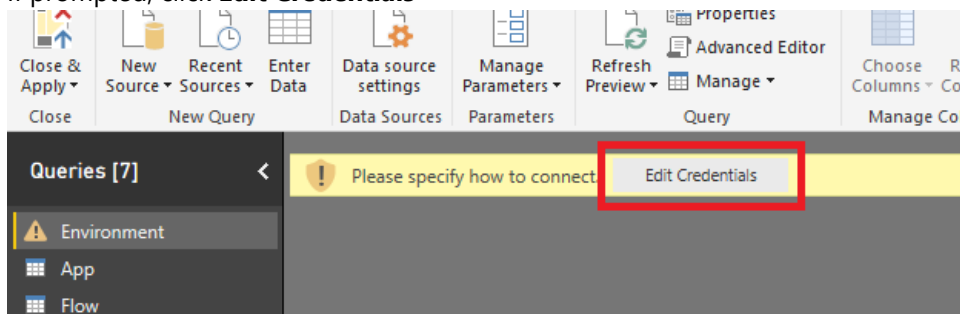 If prompted, click Edit Credentials
Properties
Advanced Editor
Close & Apply
New Source
Recent Sources
Enter Data
Data source settings
Manage Parameters
Refresh Preview
Manage
Choose Columns
Close
New Query
Data Sources
Parameters
Query
Manage Co
Queries [7]
Please specify how to connect.
Edit Credentials
Environment
App
Flow